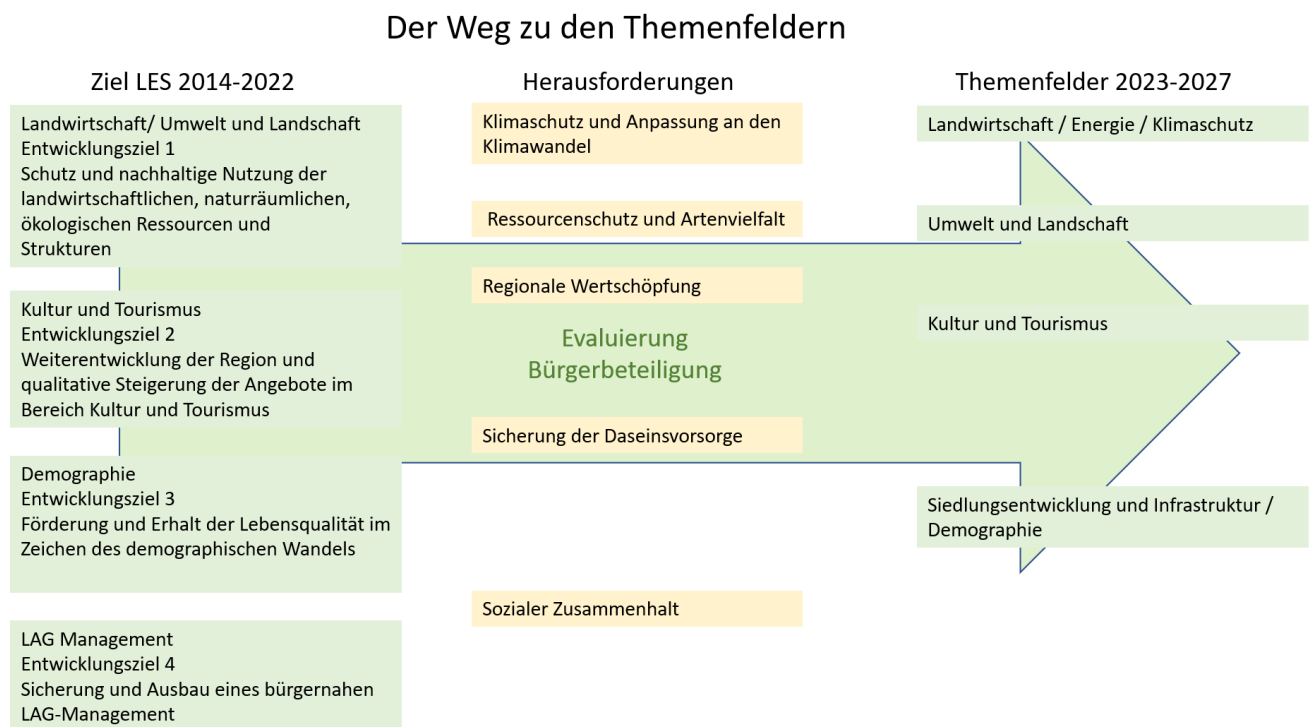 Der Weg zu den Themenfeldern
Ziel LES 2014-2022
Landwirtschaft/ Umwelt und Landschaft
Entwicklungsziel 1
Schutz und nachhaltige Nutzung der
landwirtschaftlichen, naturräumlichen,
ökologischen Ressourcen und
Strukturen
Kultur und Tourismus
Entwicklungsziel 2
Weiterentwicklung der Region und
qualitative Steigerung der Angebote im
Bereich Kultur und Tourismus
Demographie
Entwicklungsziel 3
Förderung und Erhalt der Lebensqualität im
Zeichen des demographischen Wandels
LAG Management
Entwicklungsziel 4
Sicherung und Ausbau eines bürgernahen
LAG-Management
Herausforderungen
Klimaschutz und Anpassung an den
Klimawandel
Ressourcenschutz und Artenvielfalt
Regionale Wertschöpfung
Evaluierung
Bürgerbeteiligung
Sicherung der Daseinsvorsorge
Sozialer Zusammenhalt
Themenfelder 2023-2027
Landwirtschaft / Energie / Klimaschutz
Umwelt und Landschaft
Kultur und Tourismus
Siedlungsentwicklung und Infrastruktur /
Demographie